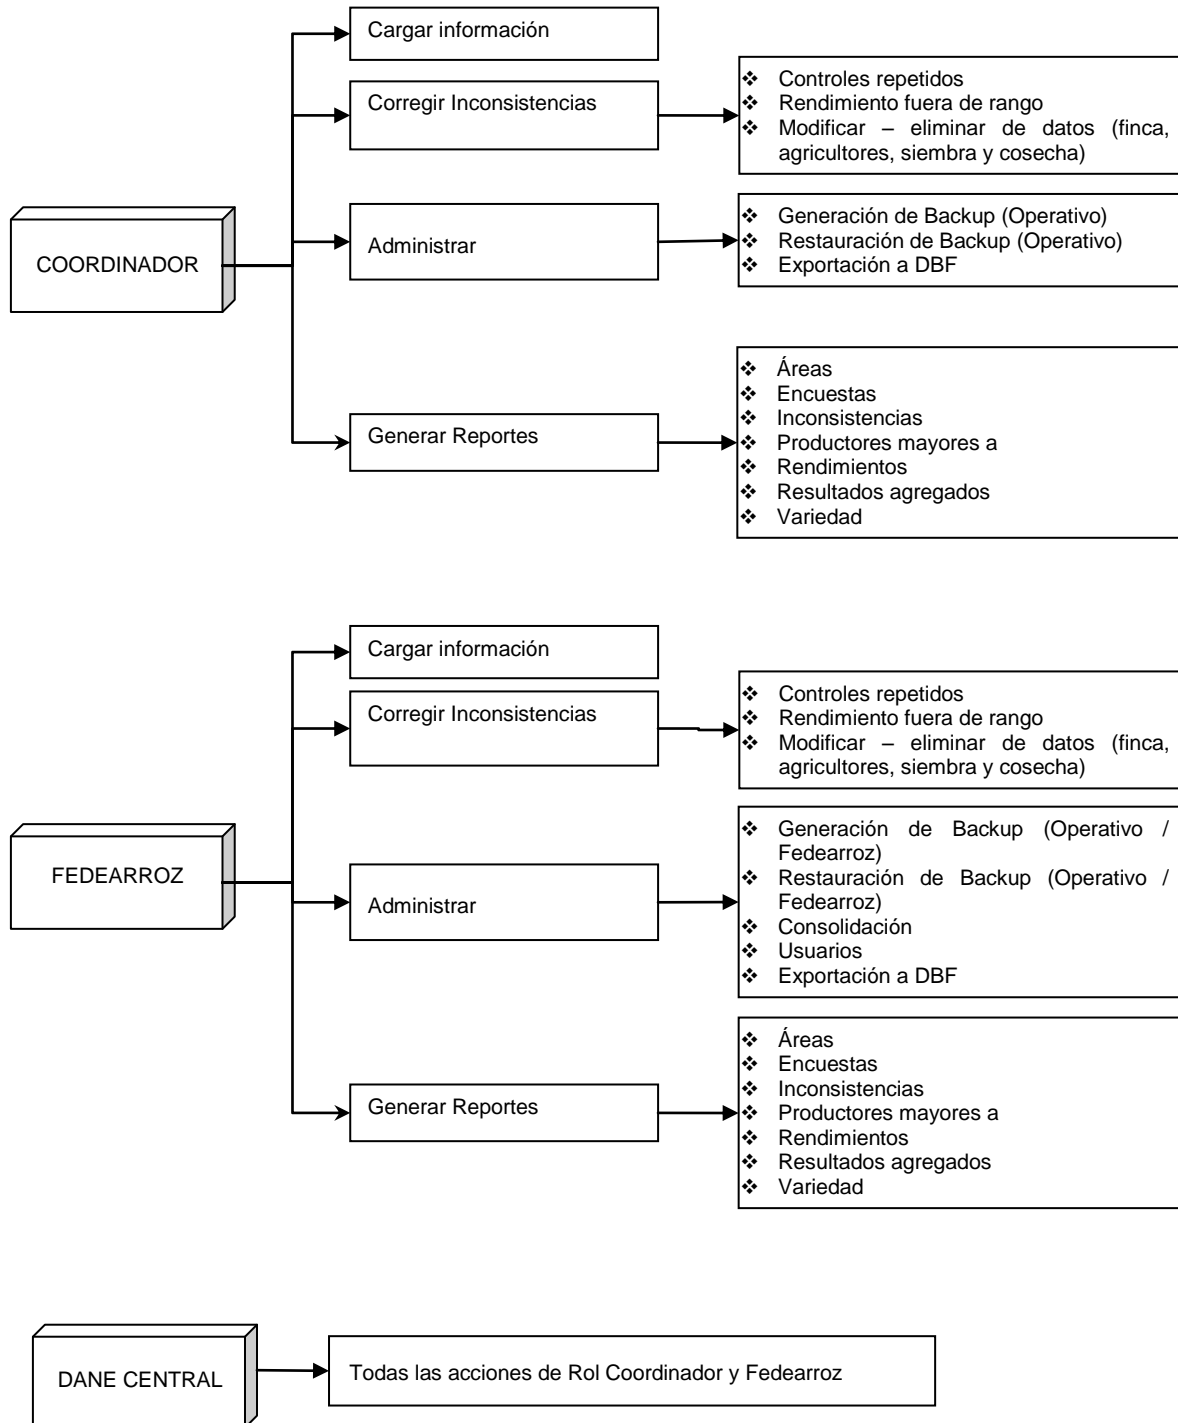 Cargar información
Corregir Inconsistencias
❖ Controles repetidos
❖ Rendimiento fuera de rango
❖ Modificar – eliminar de datos (finca,
agricultores, siembra y cosecha)
COORDINADOR
Administrar
❖ Generación de Backup (Operativo)
❖ Restauración de Backup (Operativo)
❖ Exportación a DBF
Generar Reportes
❖ Áreas
❖ Encuestas
❖ Inconsistencias
❖ Productores mayores a
❖ Rendimientos
❖ Resultados agregados
❖ Variedad
Cargar información
Corregir Inconsistencias
❖ Controles repetidos
❖ Rendimiento fuera de rango
❖ Modificar – eliminar de datos (finca,
agricultores, siembra y cosecha)
FEDEARROZ
Administrar
❖ Generación de Backup (Operativo /
Fedearroz)
❖ Restauración de Backup (Operativo /
Fedearroz)
❖ Consolidación
❖ Usuarios
❖ Exportación a DBF
Generar Reportes
❖ Áreas
❖ Encuestas
❖ Inconsistencias
❖ Productores mayores a
❖ Rendimientos
❖ Resultados agregados
❖ Variedad
DANE CENTRAL
Todas las acciones de Rol Coordinador y Fedearroz